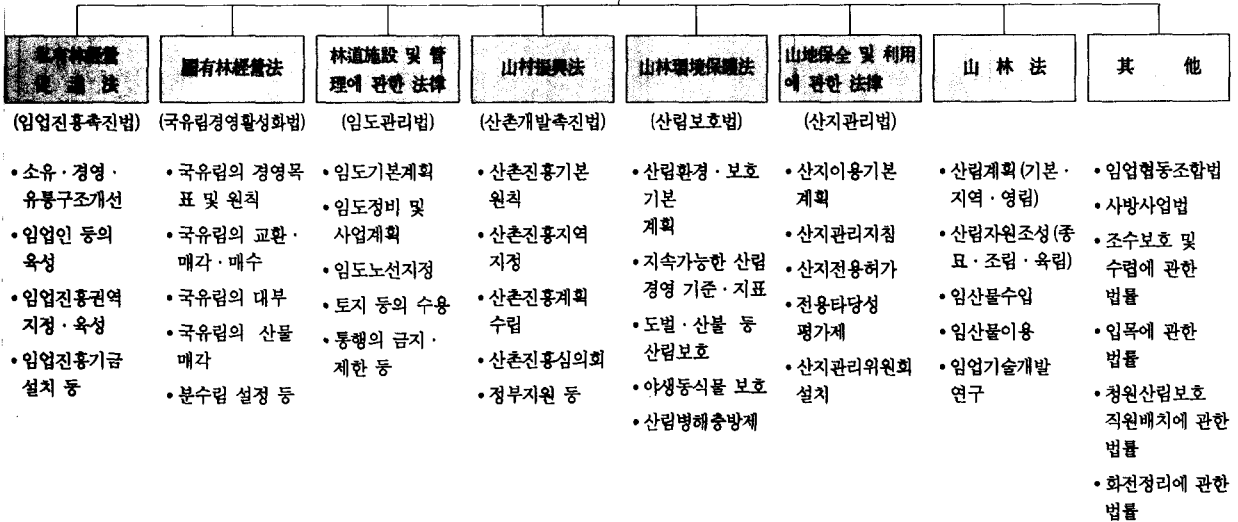 私有林經營
促進法
國有林經營法
林道施設 및 管
理에 관한 法律
山村振興法
山林環境保護法
山地保全 및 利用
에 관한 法律
山林法
其他
(임업진흥촉진법)
(국유림경영활성화법)
(임도관리법)
(산촌개발촉진법)
(산림보호법)
(산지관리법)
• 소유·경영·
유통구조개선
• 임업인 등의
육성
• 임업진흥권역
지정·육성
• 임업진흥기금
설치 등
• 국유림의 경영목
표 및 원칙
• 국유림의 교환·
매각·매수
• 국유림의 대부
• 국유림의 산물
매각
• 분수림 설정 등
• 임도기본계획
• 임도정비 및
사업계획
• 임도노선지정
• 토지 등의 수용
• 통행의 금지·
제한 등
• 산촌진흥기본
원칙
• 산촌진흥지역
지정
• 산촌진흥계획
수립
• 산촌진흥심의회
• 정부지원 등
• 산림환경·보호
기본
계획
• 지속가능한 산림
경영 기준·지표
• 도벌·산불 등
산림보호
• 야생동식물 보호
• 산림병해충방제
• 산지이용기본
계획
• 산지관리지침
• 산지전용허가
• 전용타당성
평가제
• 산지관리위원회
설치
• 산림계획(기본·
지역·영림)
• 산림자원조성(종
묘·조림·육림)
• 임산물수입
• 임산물이용
• 임업기술개발
연구
• 임업협동조합법
• 사방사업법
• 조수보호 및
수렵에 관한
법률
• 입목에 관한
법률
• 청원산림보호
직원배치에 관한
법률
• 화전정리에 관한
법률